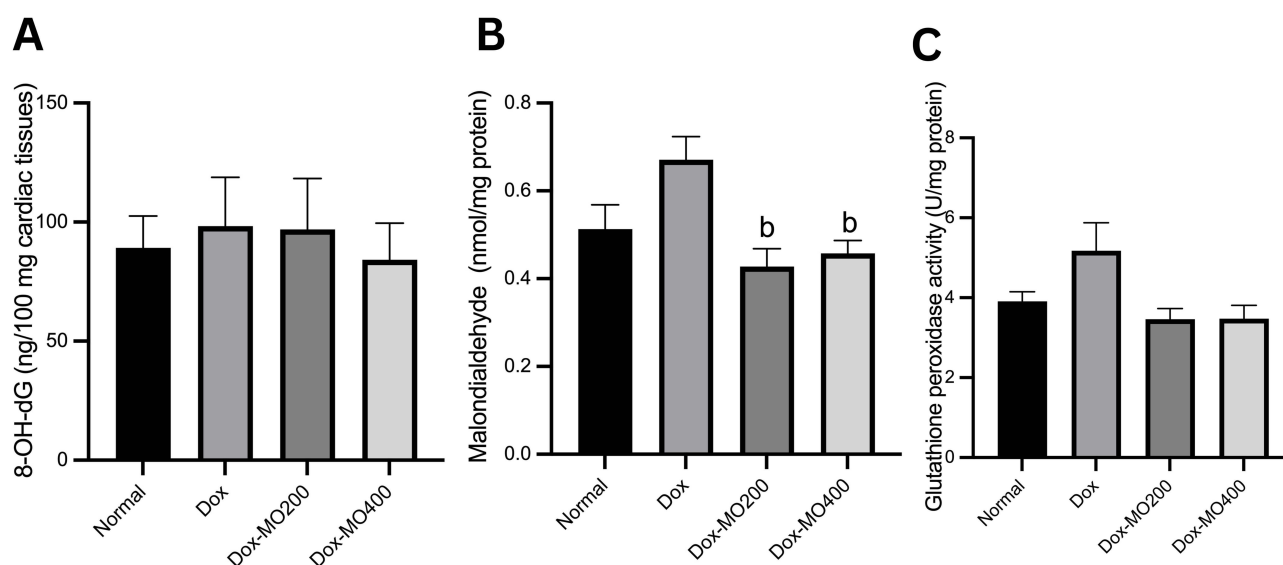 A
8-OH-dG (ng/100 mg cardiac tissues)
150
100
50
0
Normal
Dox
Dox-MO200
Dox-MO400
B
Malondialdehyde (nmol/mg protein)
0.8
0.6
0.4
0.2
0.0
b
b
Normal
Dox
Dox-MO200
Dox-MO400
C
Glutathione peroxidase activity (U/mg protein)
8
6
4
2
0
Normal
Dox
Dox-MO200
Dox-MO400